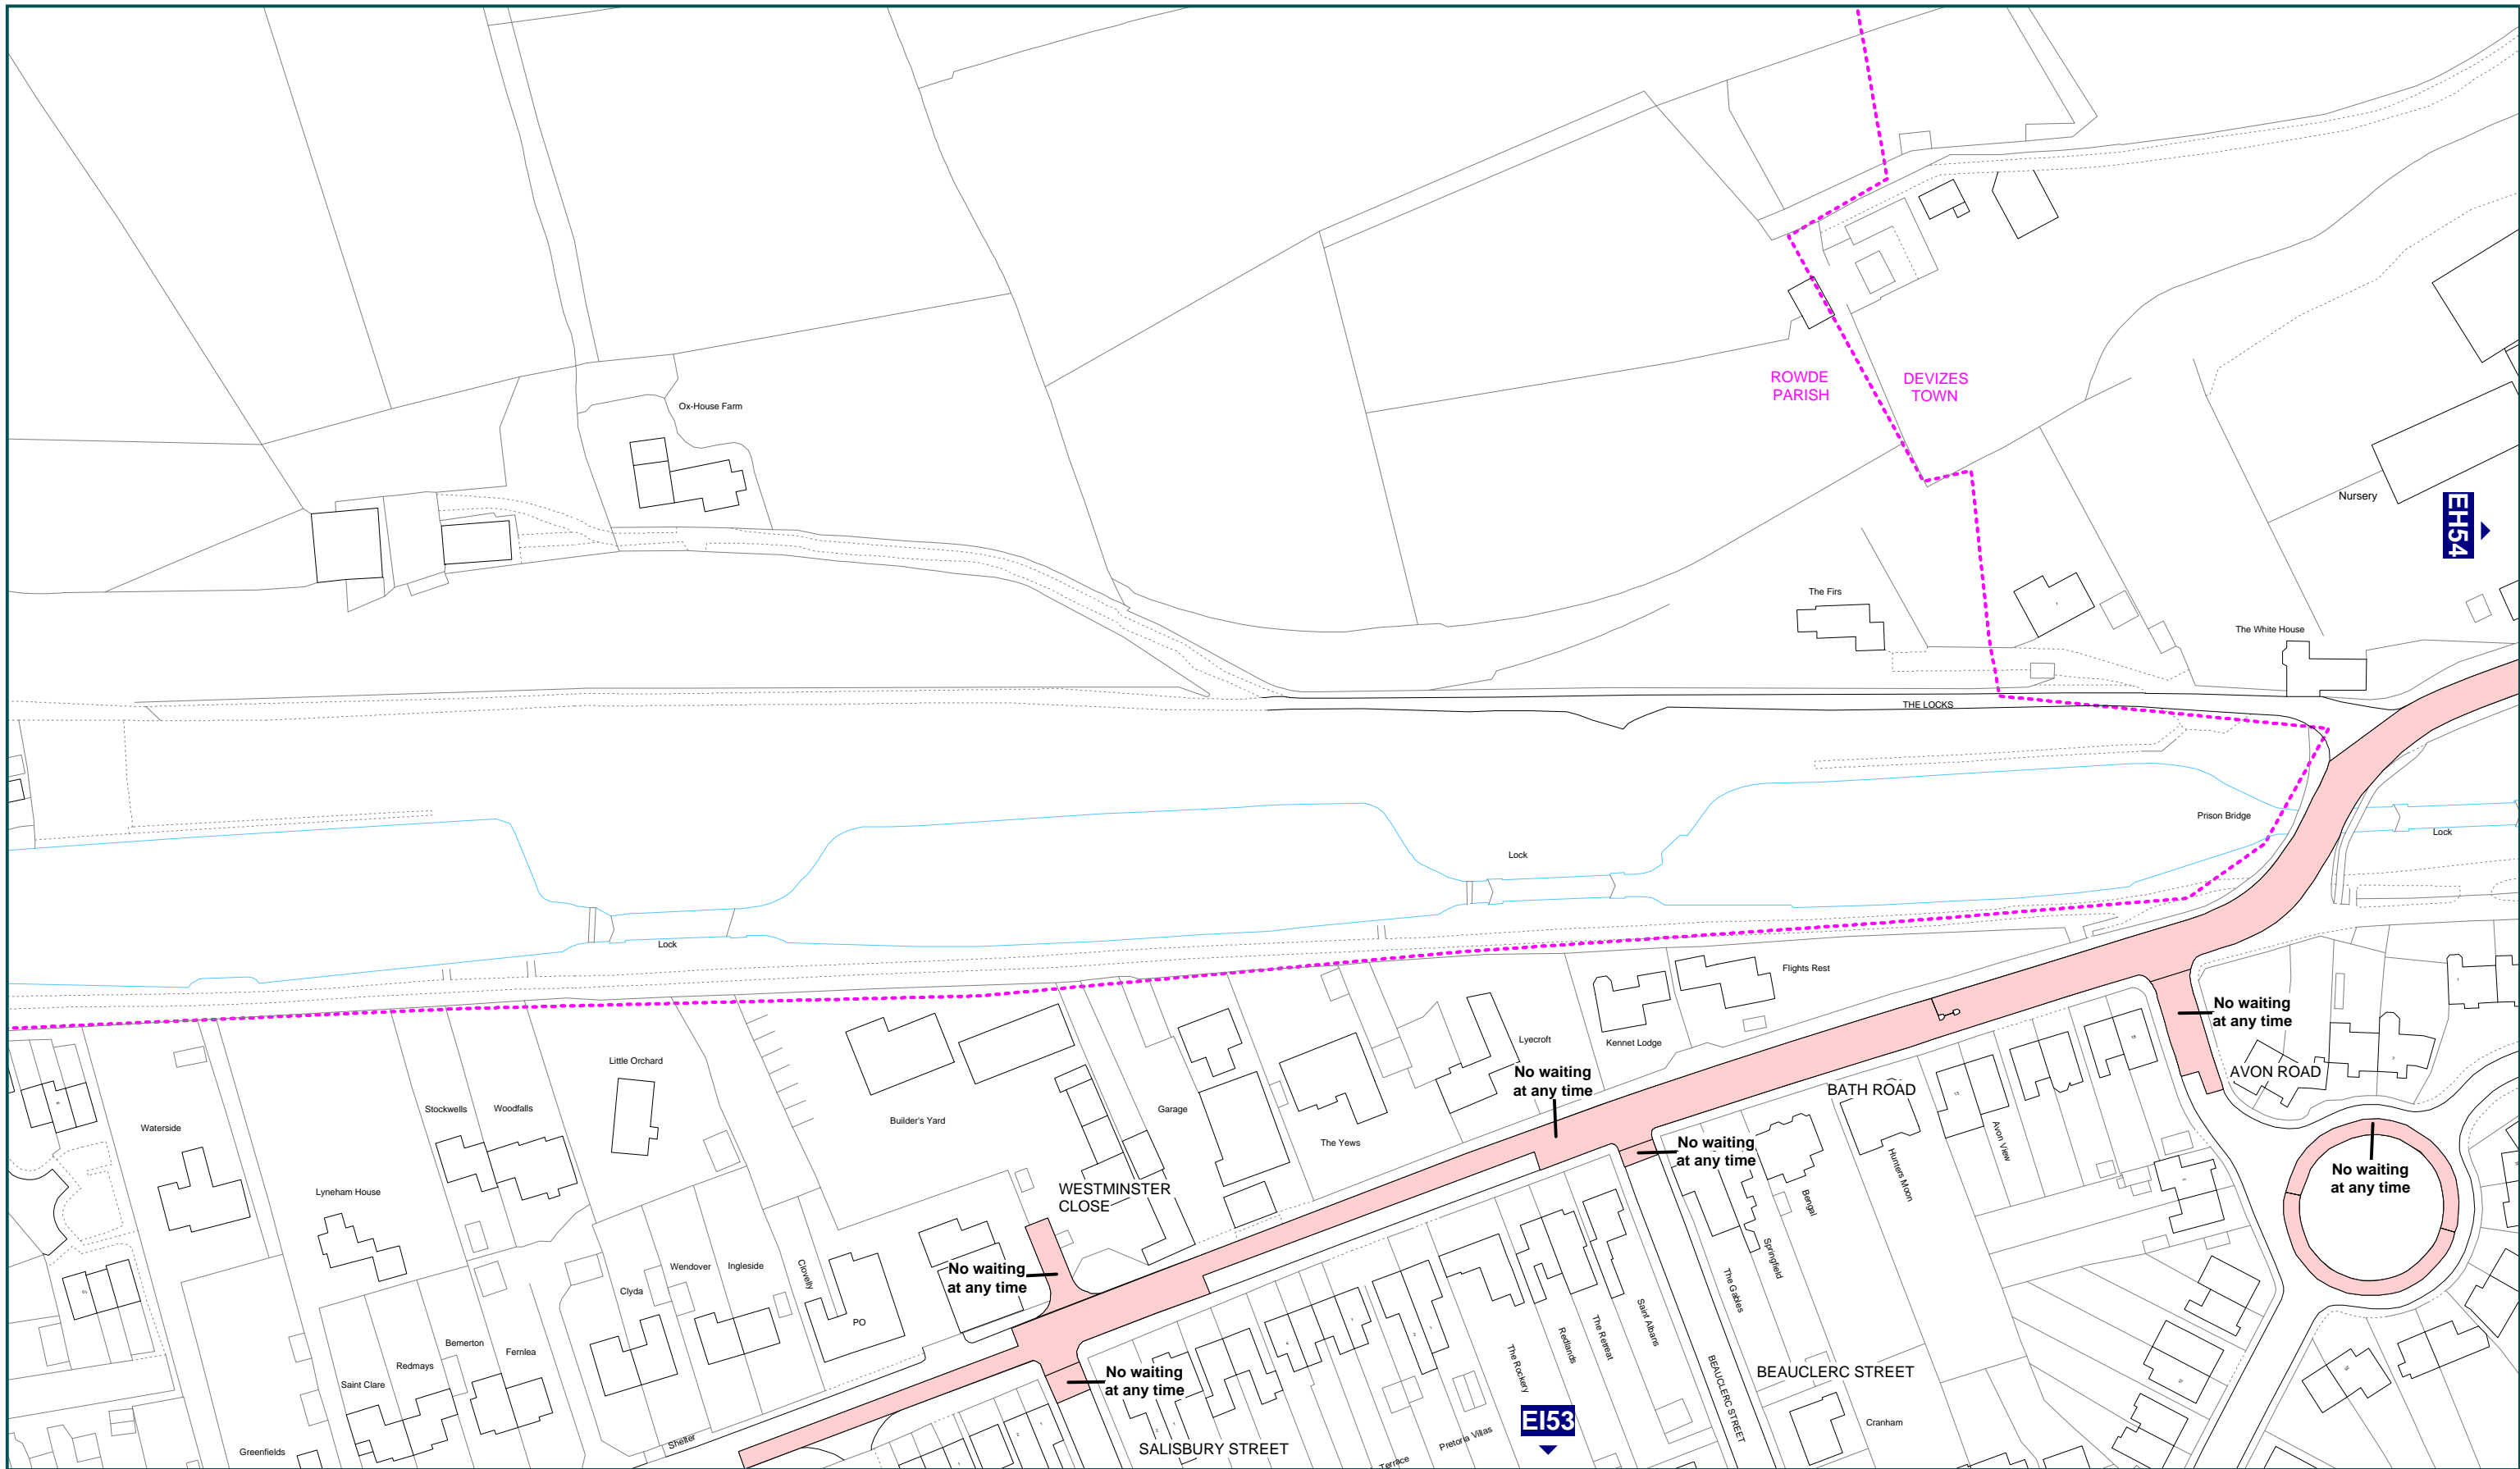 Ox-House Farm
ROWDE
PARISH
DEVIZES
TOWN
Nursery
EH54
The Firs
The White House
THE LOCKS
Prison Bridge
Lock
Lock
Lock
Flights Rest
No waiting
at any time
Little Orchard
Lyecroft
Kennet Lodge
No waiting
at any time
BATH ROAD
AVON ROAD
Stockwells
Woodfalls
Garage
Builder's Yard
Waterside
The Yews
No waiting
at any time
Avon View
Hunters Moon
No waiting
at any time
Lyneham House
WESTMINSTER
CLOSE
Bengal
Springfield
The Gables
Wendover
Ingleside
Clovelly
No waiting
at any time
Clyda
PO
Saint Albans
The Retreat
Redlands
The Rockery
Bemerton
Fernlea
Redmays
Saint Clare
No waiting
at any time
BEAUCLERC STREET
BEAUCLERC STREET
EI53
Cranham
Greenfields
Shelter
SALISBURY STREET
Pretoria Villas
Terrace